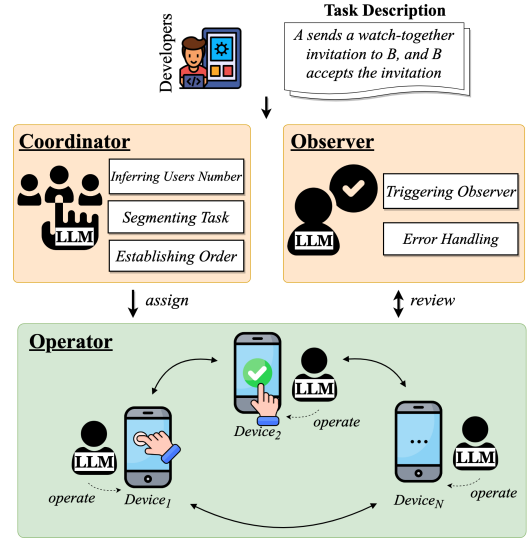 Developers
Task Description
A sends a watch-together
invitation to B, and B
accepts the invitation
Coordinator
LLM
Inferring Users Number
Segmenting Task
Establishing Order
Observer
LLM
Triggering Observer
Error Handling
assign
review
Operator
LLM
operate
Device1
Device2
LLM
operate
...
DeviceN
LLM
operate